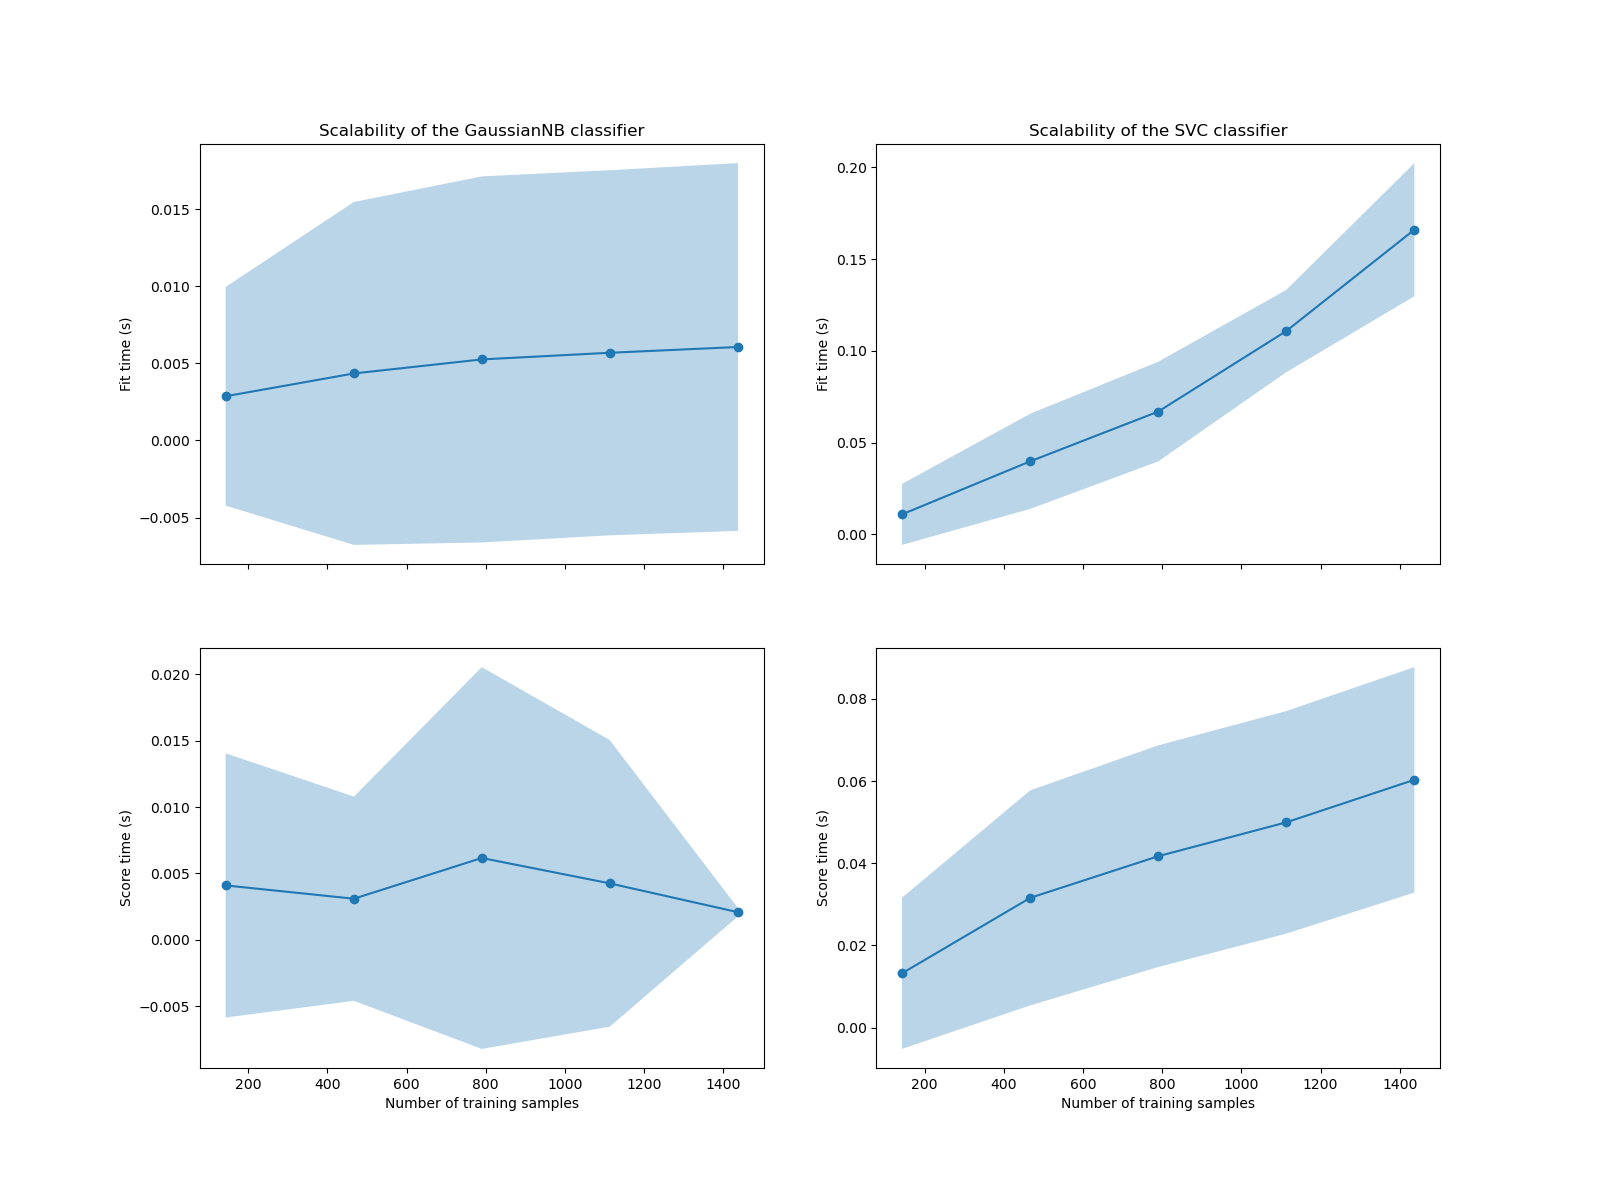 Scalability of the GaussianNB classifier
Fit time (s)
0.015
0.010
0.005
0.000
−0.005
Scalability of the SVC classifier
Fit time (s)
0.20
0.15
0.10
0.05
0.00
Score time (s)
0.020
0.015
0.010
0.005
0.000
−0.005
200 400 600 800 1000 1200 1400
Number of training samples
Score time (s)
0.08
0.06
0.04
0.02
0.00
200 400 600 800 1000 1200 1400
Number of training samples